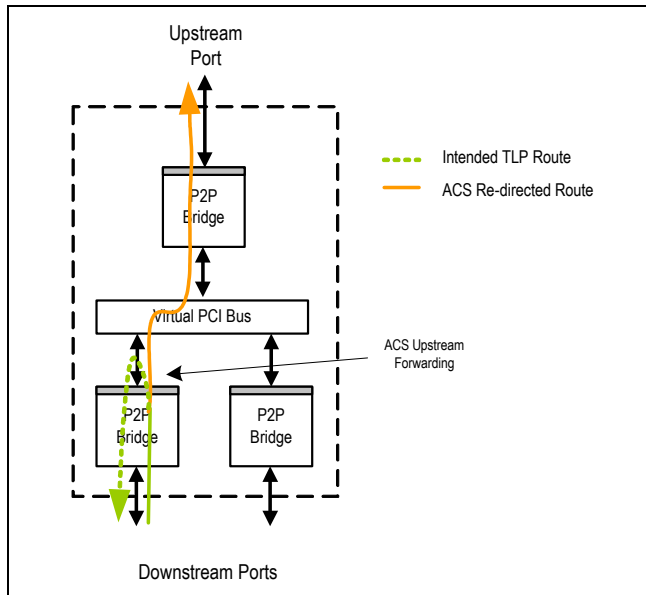 Upstream
Port
Intended TLP Route
ACS Re-directed Route
P2P
Bridge
Virtual PCI Bus
ACS Upstream
Forwarding
P2P
Bridge
P2P
Bridge
Downstream Ports